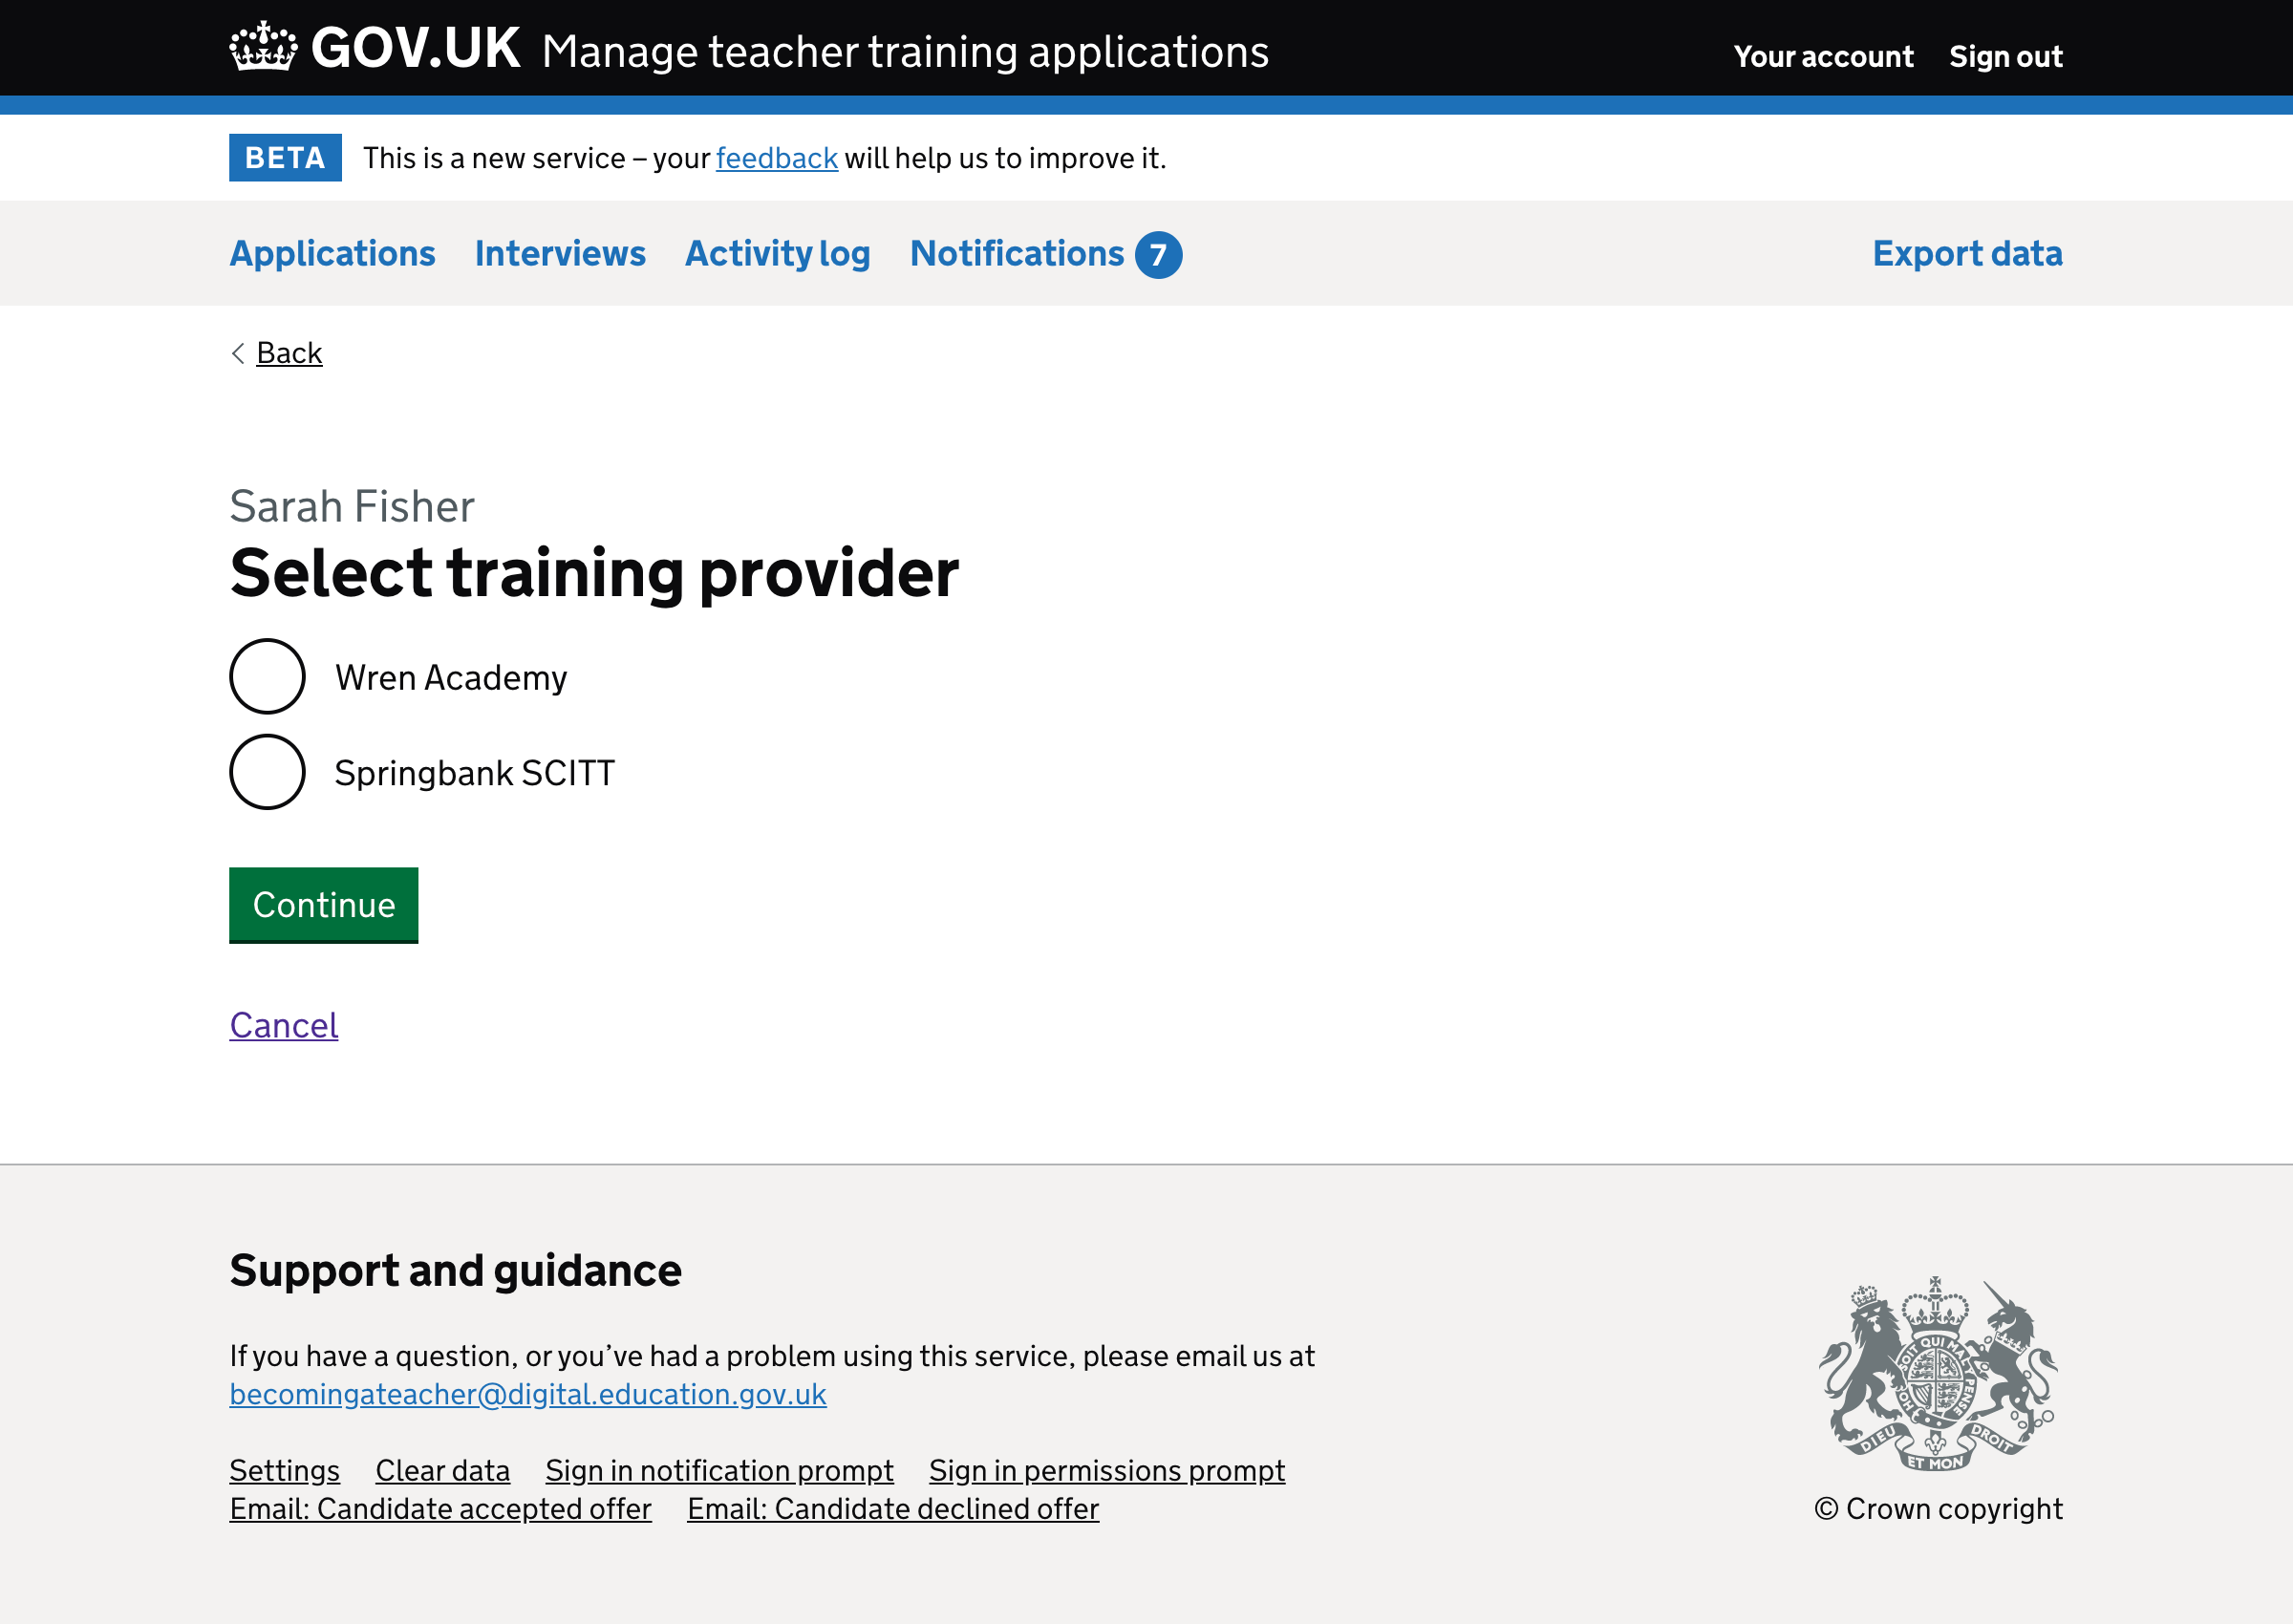 GOV.UK Manage teacher training applications Your account Sign out
BETA This is a new service – your feedback will help us to improve it.
Applications Interviews Activity log Notifications 7 Export data
Back
Sarah Fisher
Select training provider
Wren Academy
Springbank SCITT
Continue
Cancel
Support and guidance
If you have a question, or you’ve had a problem using this service, please email us at
becomingateacher@digital.education.gov.uk
Settings Clear data Sign in notification prompt Sign in permissions prompt
Email: Candidate accepted offer Email: Candidate declined offer
DIEU ET MON DROIT
© Crown copyright